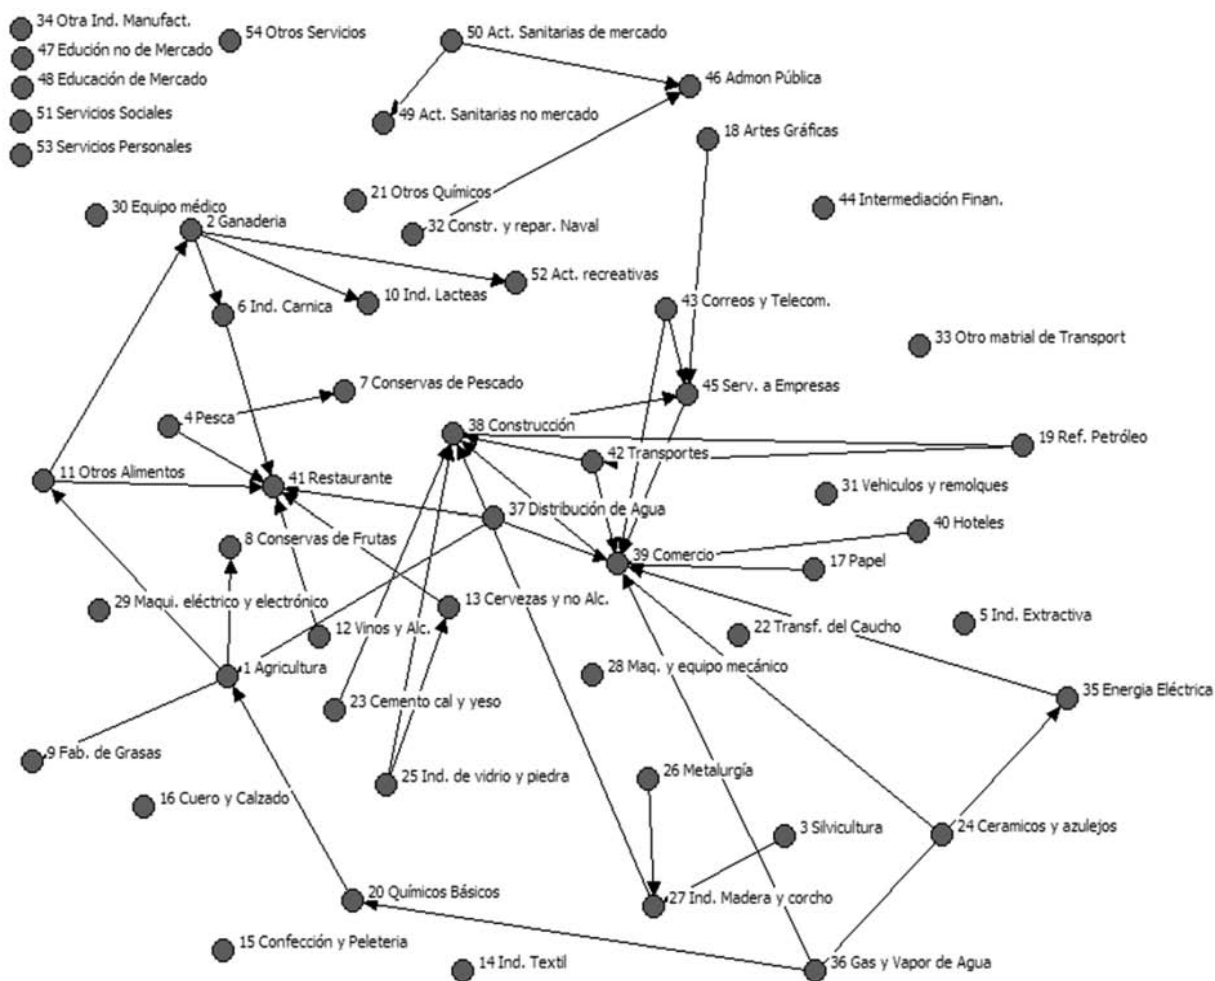 34 Otra Ind. Manufact.
54 Otros Servicios
50 Act. Sanitarias de mercado
47 Edución no de Mercado
48 Educación de Mercado
46 Admon Pública
51 Servicios Sociales
49 Act. Sanitarias no mercado
18 Artes Gráficas
53 Servicios Personales
21 Otros Químicos
44 Intermediación Finan.
30 Equipo médico
2 Ganaderia
32 Constr. y repar. Naval
52 Act. recreativas
10 Ind. Lacteas
43 Correos y Telecom.
6 Ind. Carnica
33 Otro matrial de Transport
7 Conservas de Pescado
45 Serv. a Empresas
4 Pesca
38 Construcción
19 Ref. Petróleo
42 Transportes
11 Otros Alimentos
41 Restaurante
31 Vehiculos y remolques
37 Distribución de Agua
40 Hoteles
8 Conservas de Frutas
39 Comercio
17 Papel
29 Maqui. eléctrico y electrónico
13 Cervezas y no Alc.
5 Ind. Extractiva
12 Vinos y Alc.
22 Transf. del Caucho
1 Agricultura
28 Maq. y equipo mecánico
35 Energia Eléctrica
23 Cemento cal y yeso
9 Fab. de Grasas
25 Ind. de vidrio y piedra
26 Metalurgía
16 Cuero y Calzado
3 Silvicultura
24 Ceramicos y azulejos
20 Químicos Básicos
27 Ind. Madera y corcho
15 Confección y Peleteria
14 Ind. Textil
36 Gas y Vapor de Agua